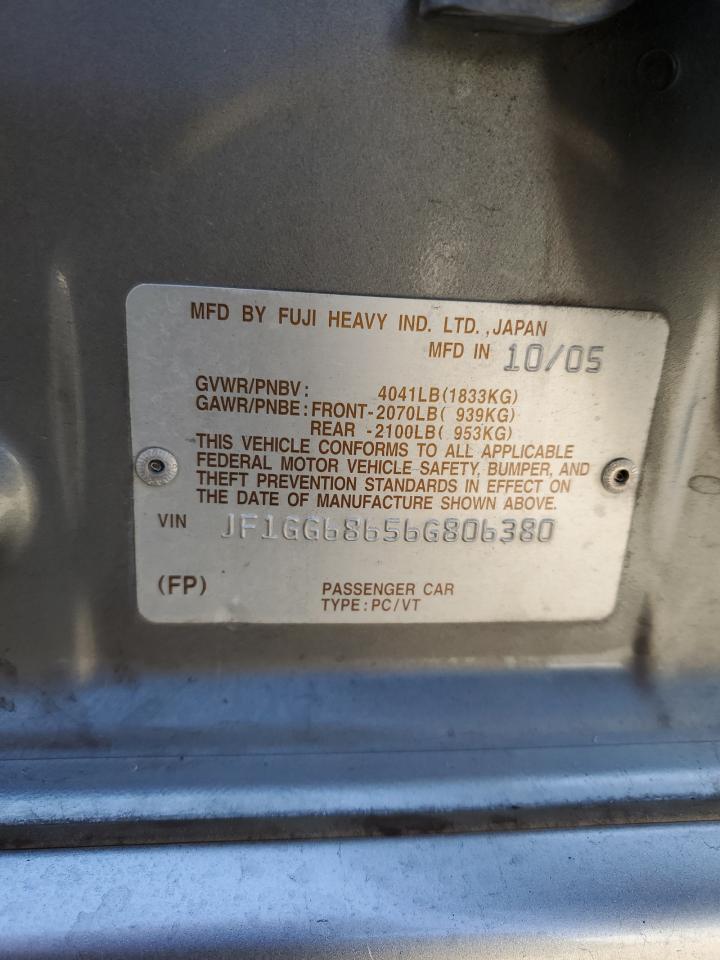 MFD BY FUJI HEAVY IND. LTD.,JAPAN
MFD IN 10/05
GVWR/PNBV: 4041LB(1833KG)
GAWR/PNBE: FRONT-2070LB( 939KG)
REAR -2100LB( 953KG)
THIS VEHICLE CONFORMS TO ALL APPLICABLE
FEDERAL MOTOR VEHICLE SAFETY, BUMPER, AND
THEFT PREVENTION STANDARDS IN EFFECT ON
THE DATE OF MANUFACTURE SHOWN ABOVE.
VIN JF1GG68656G806380
(FP) PASSENGER CAR
TYPE: PC/VT